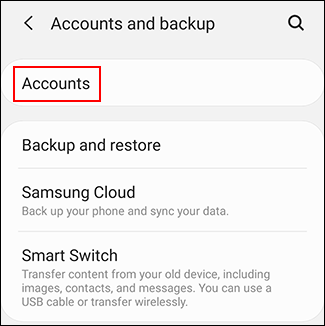 Accounts and backup
Accounts
Backup and restore
Samsung Cloud
Back up your phone and sync your data.
Smart Switch
Transfer content from your old device, including
images, contacts, and messages. You can use a
USB cable or transfer wirelessly.